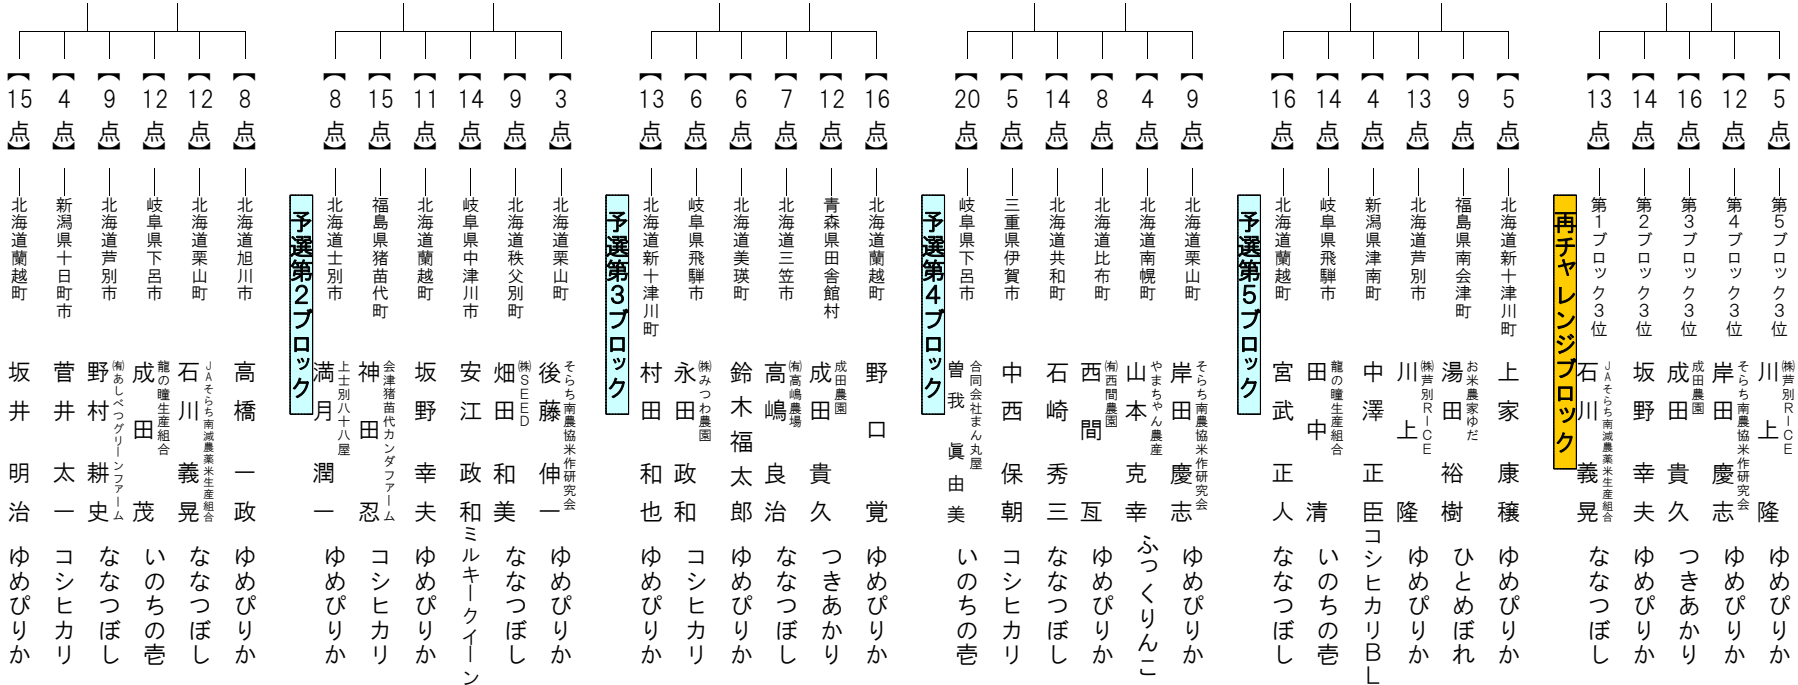 【5点】
第5ブロック3位
㈱芦別RICE
川上 隆
ゆめぴりか
【12点】
第4ブロック3位
そらち南農協米作研究会
岸田 慶志
ゆめぴりか
【16点】
第3ブロック3位
成田農園
成田 貴久
つきあかり
【14点】
第2ブロック3位
坂野 幸夫
ゆめぴりか
【13点】
第1ブロック3位
JAそらち南減農薬米生産組合
石川 義晃
ななつぼし
再チャレンジブロック
【5点】
北海道新十津川町
上家 康穣
ゆめぴりか
【9点】
福島県南会津町
お米農家ゆだ
湯田 裕樹
ひとめぼれ
【13点】
北海道芦別市
㈱芦別RICE
川上 隆
ゆめぴりか
【4点】
新潟県津南町
中澤 正臣
コシヒカリBL
【14点】
岐阜県飛騨市
龍の瞳生産組合
田中 清
いのちの壱
【16点】
北海道蘭越町
宮武 正人
ななつぼし
予選第5ブロック
【9点】
北海道栗山町
そらち南農協米作研究会
岸田 慶志
ゆめぴりか
【4点】
北海道南幌町
やまちゃん農産
山本 克幸
ふっくりんこ
【8点】
北海道比布町
㈲西間農園
西間 亙
ゆめぴりか
【14点】
北海道共和町
石崎 秀三
ななつぼし
【5点】
三重県伊賀市
中西 保朝
コシヒカリ
【20点】
岐阜県下呂市
合同会社まん丸屋
曽我 眞由美
いのちの壱
予選第4ブロック
【16点】
北海道蘭越町
野口 覚
ゆめぴりか
【12点】
青森県田舎館村
成田農園
成田 貴久
つきあかり
【7点】
北海道三笠市
㈲高嶋農場
高嶋 良治
ななつぼし
【6点】
北海道美瑛町
鈴木 福太郎
ゆめぴりか
【6点】
岐阜県飛騨市
㈱みつわ農園
永田 政和
コシヒカリ
【13点】
北海道新十津川町
村田 和也
ゆめぴりか
予選第3ブロック
【3点】
北海道栗山町
そらち南農協米作研究会
後藤 伸一
ゆめぴりか
【9点】
北海道秩父別町
㈱SEED
畑田 和美
ななつぼし
【14点】
岐阜県中津川市
安江 政和
ミルキークイーン
【11点】
北海道蘭越町
坂野 幸夫
ゆめぴりか
【15点】
福島県猪苗代町
会津猪苗代カンダファーム
神田 忍
コシヒカリ
【8点】
北海道士別市
上士別八十八屋
満月 潤一
ゆめぴりか
予選第2ブロック
【8点】
北海道旭川市
高橋 一政
ゆめぴりか
【12点】
北海道栗山町
JAそらち南減農薬米生産組合
石川 義晃
ななつぼし
【12点】
岐阜県下呂市
龍の瞳生産組合
成田 茂
いのちの壱
【9点】
北海道芦別市
㈲あしべつグリーンファーム
野村 耕史
ななつぼし
【4点】
新潟県十日町市
菅井 太一
コシヒカリ
【15点】
北海道蘭越町
坂井 明治
ゆめぴりか